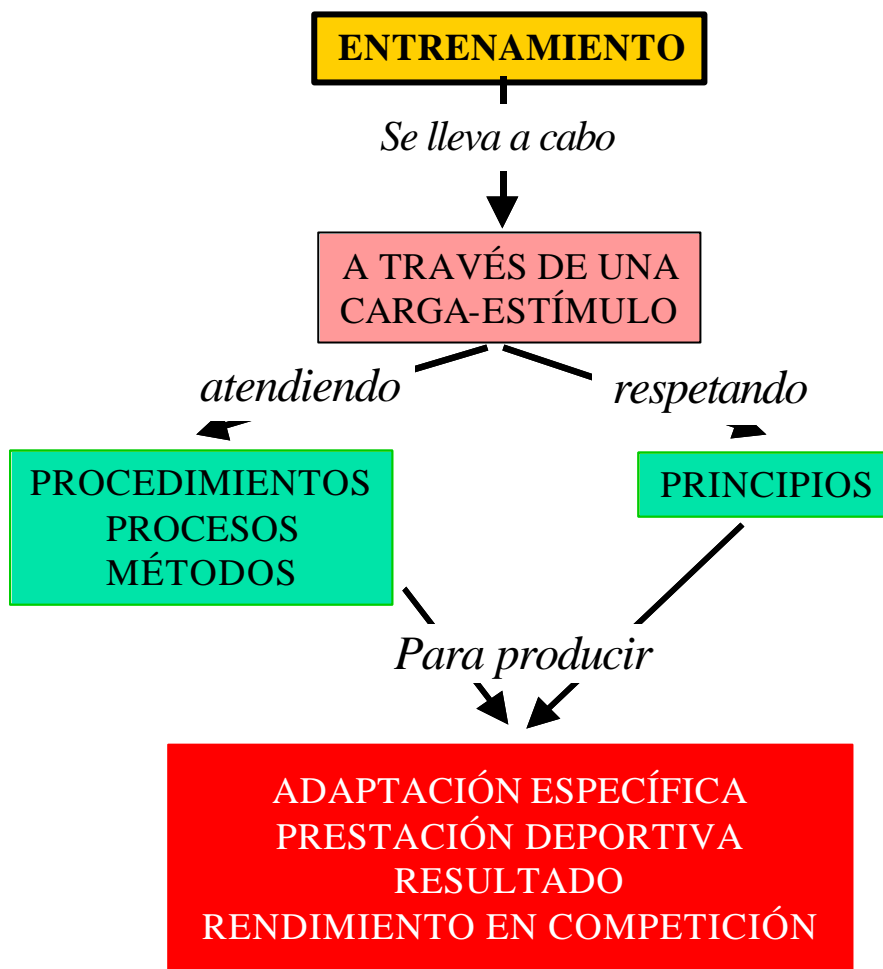 ENTRENAMIENTO
Se lleva a cabo
A TRAVÉS DE UNA
CARGA-ESTÍMULO
atendiendo
respetando
PROCEDIMIENTOS
PROCESOS
MÉTODOS
PRINCIPIOS
Para producir
ADAPTACIÓN ESPECÍFICA
PRESTACIÓN DEPORTIVA
RESULTADO
RENDIMIENTO EN COMPETICIÓN